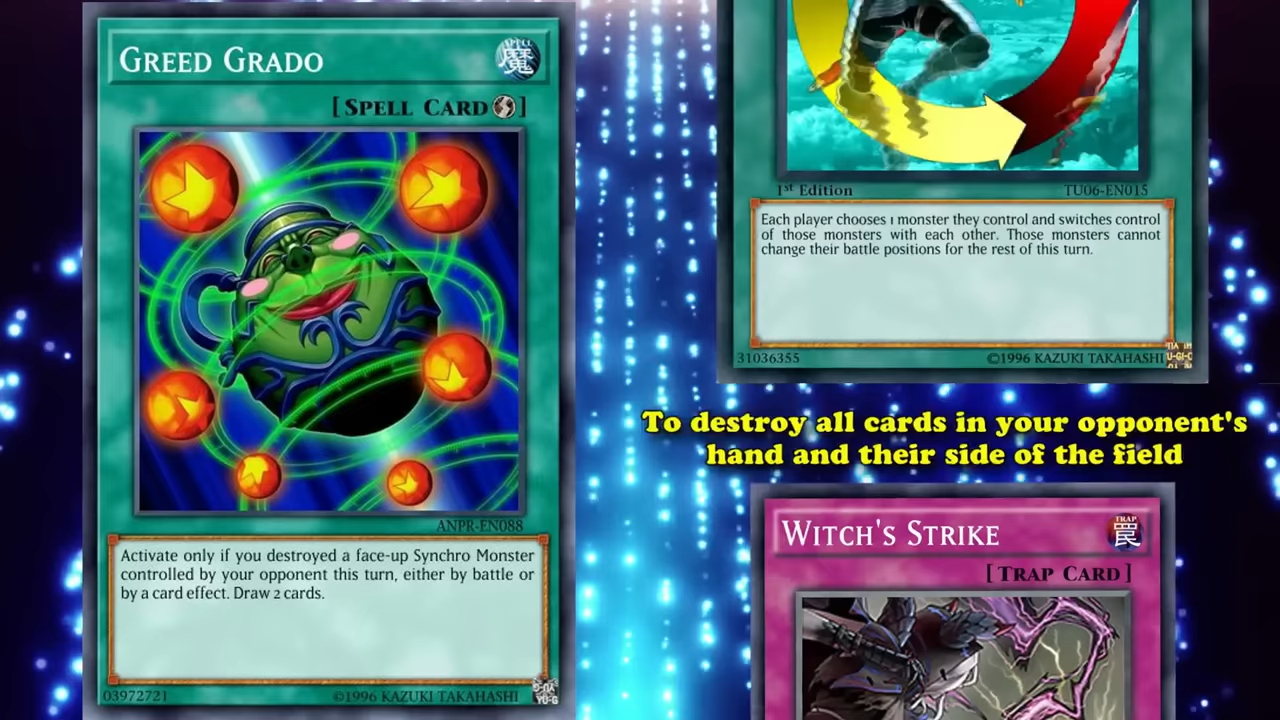 GREED GRADO
魔
[SPELL CARD ]
ANPR-EN088
Activate only if you destroyed a face-up Synchro Monster
controlled by your opponent this turn, either by battle or
by a card effect. Draw 2 cards.
03972721
©1996 KAZUKI TAKAHASHI
1st Edition
TU06-EN015
Each player chooses 1 monster they control and switches control
of those monsters with each other. Those monsters cannot
change their battle positions for the rest of this turn.
31036355
©1996 KAZUKI TAKAHASHI
To destroy all cards in your opponent's
hand and their side of the field
WITCH'S STRIKE
TRAP
罠
[TRAP CARD]